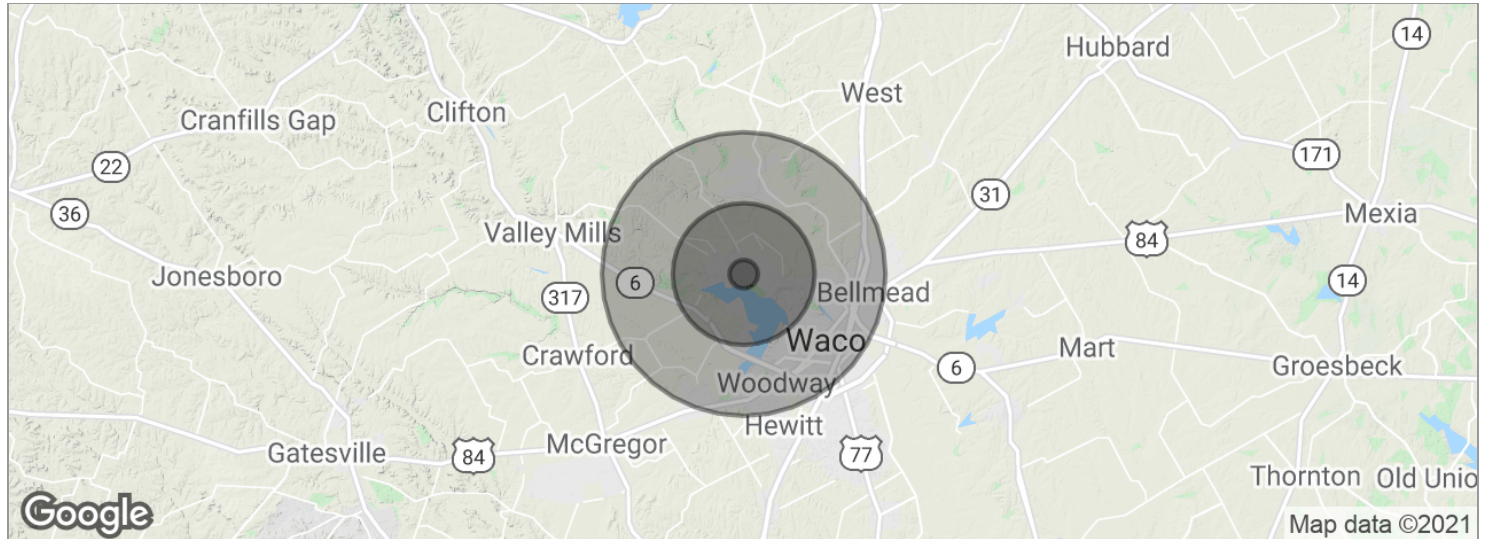 14
Hubbard
West
Clifton
Cranfills Gap
171
22
31
36
Mexia
Valley Mills
84
Jonesboro
6
14
317
Bellmead
Waco
Mart
Crawford
6
Groesbeck
Woodway
Hewitt
McGregor
Gatesville
84
77
Thornton
Old Unio
Google
Map data ©2021